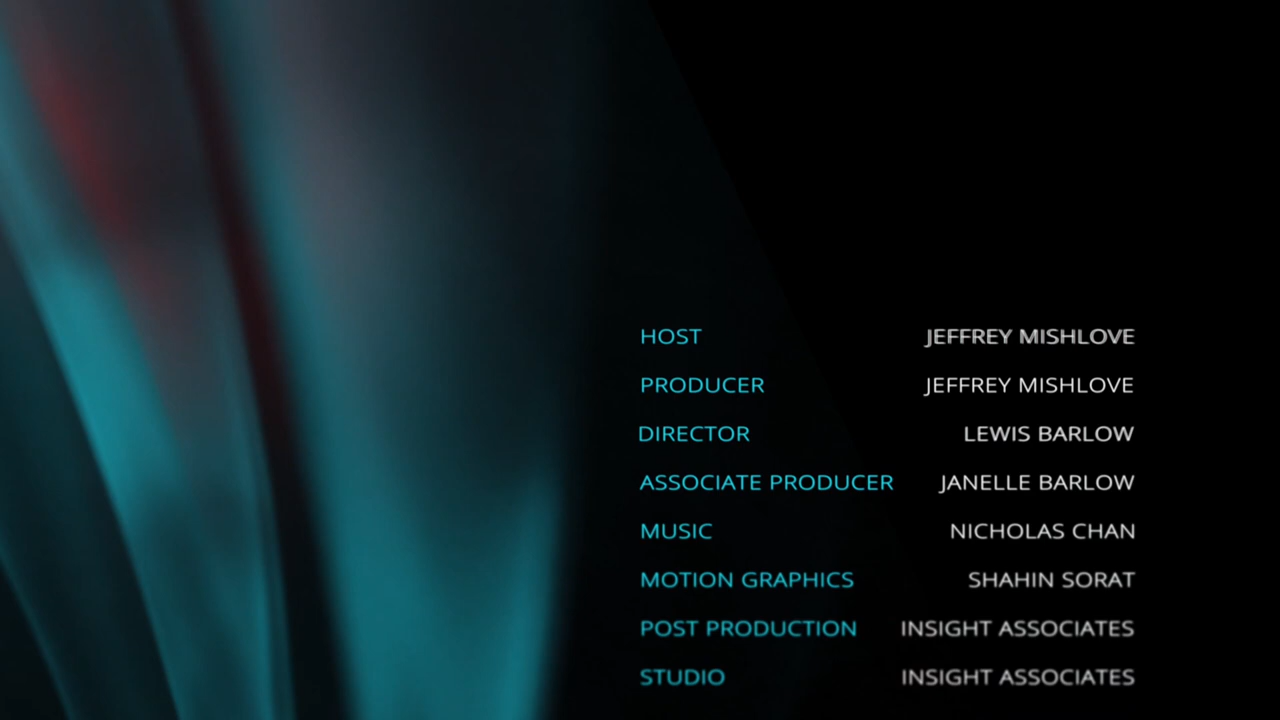 HOST JEFFREY MISHLOVE
PRODUCER JEFFREY MISHLOVE
DIRECTOR LEWIS BARLOW
ASSOCIATE PRODUCER JANELLE BARLOW
MUSIC NICHOLAS CHAN
MOTION GRAPHICS SHAHIN SORAT
POST PRODUCTION INSIGHT ASSOCIATES
STUDIO INSIGHT ASSOCIATES